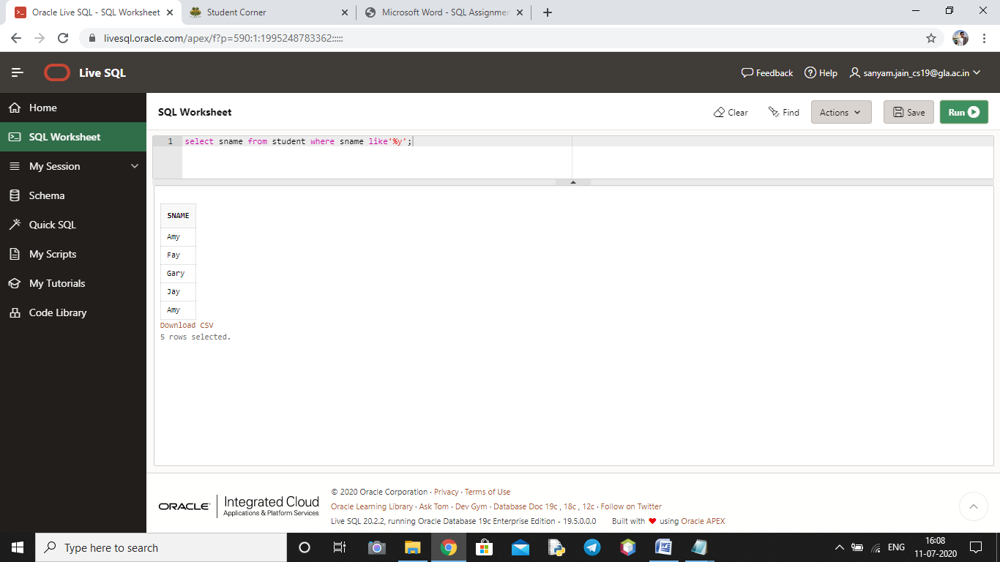 Oracle Live SQL - SQL Worksheet
Student Corner
Microsoft Word - SQL Assignmen
livesql.oracle.com/apex/f?p=590:1:1995248783362:::::
Live SQL
Feedback
Help
sanyam.jain_cs19@gla.ac.in
Home
SQL Worksheet
My Session
Schema
Quick SQL
My Scripts
My Tutorials
Code Library
SQL Worksheet
Clear
Find
Actions
Save
Run
1 select sname from student where sname like'%y';
SNAME
Amy
Fay
Gary
Jay
Amy
Download CSV
5 rows selected.
ORACLE
Integrated Cloud
Applications & Platform Services
© 2020 Oracle Corporation · Privacy · Terms of Use
Oracle Learning Library · Ask Tom · Dev Gym · Database Doc 19c , 18c , 12c · Follow on Twitter
Live SQL 20.2.2, running Oracle Database 19c Enterprise Edition - 19.5.0.0.0 Built with ❤ using Oracle APEX
Type here to search
ENG
16:08
11-07-2020